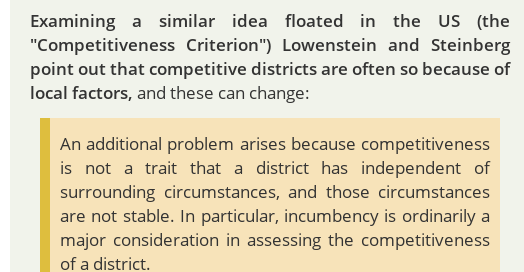 Examining a similar idea floated in the US (the
"Competitiveness Criterion") Lowenstein and Steinberg
point out that competitive districts are often so because of
local factors, and these can change:
An additional problem arises because competitiveness
is not a trait that a district has independent of
surrounding circumstances, and those circumstances
are not stable. In particular, incumbency is ordinarily a
major consideration in assessing the competitiveness
of a district.